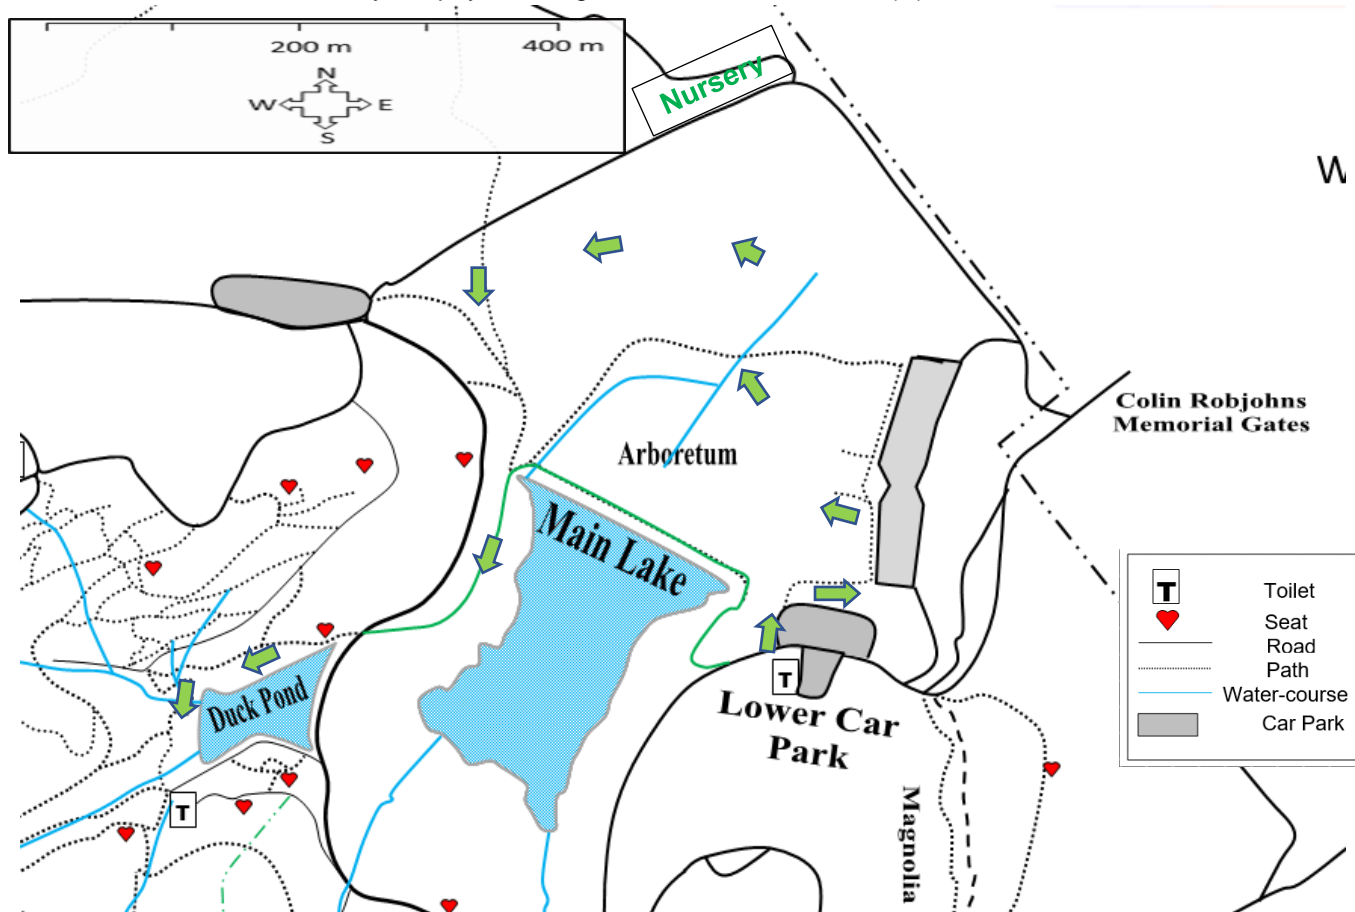 200 m
400 m
N
W
E
S
Nursery
W
Colin Robjohns
Memorial Gates
Arboretum
Main Lake
Duck Pond
T
Lower Car
Park
T
Magnolia
T
Toilet
Seat
Road
Path
Water-course
Car Park